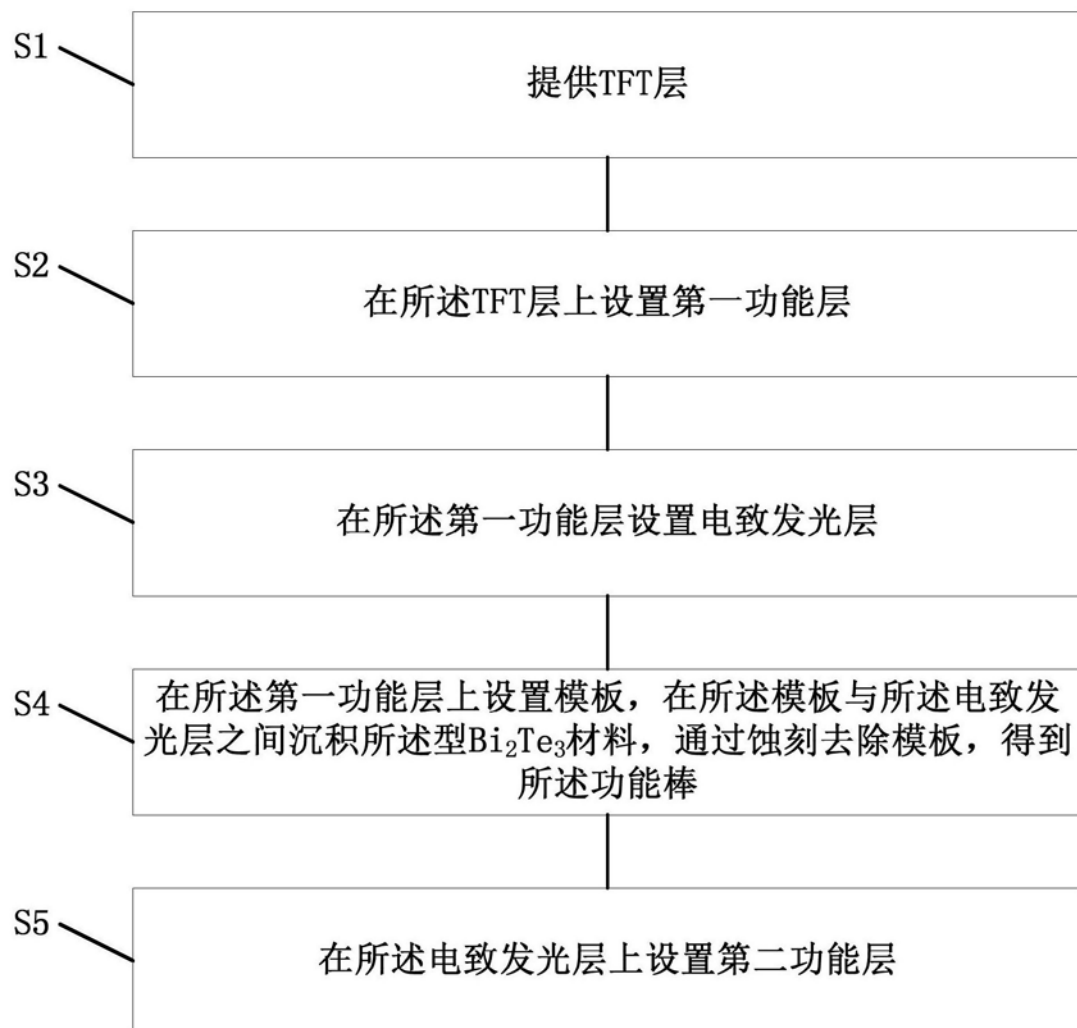 S1
提供TFT层
S2
在所述TFT层上设置第一功能层
S3
在所述第一功能层设置电致发光层
S4
在所述第一功能层上设置模板，在所述模板与所述电致发
光层之间沉积所述型Bi₂Te₃材料，通过蚀刻去除模板，得到
所述功能棒
S5
在所述电致发光层上设置第二功能层